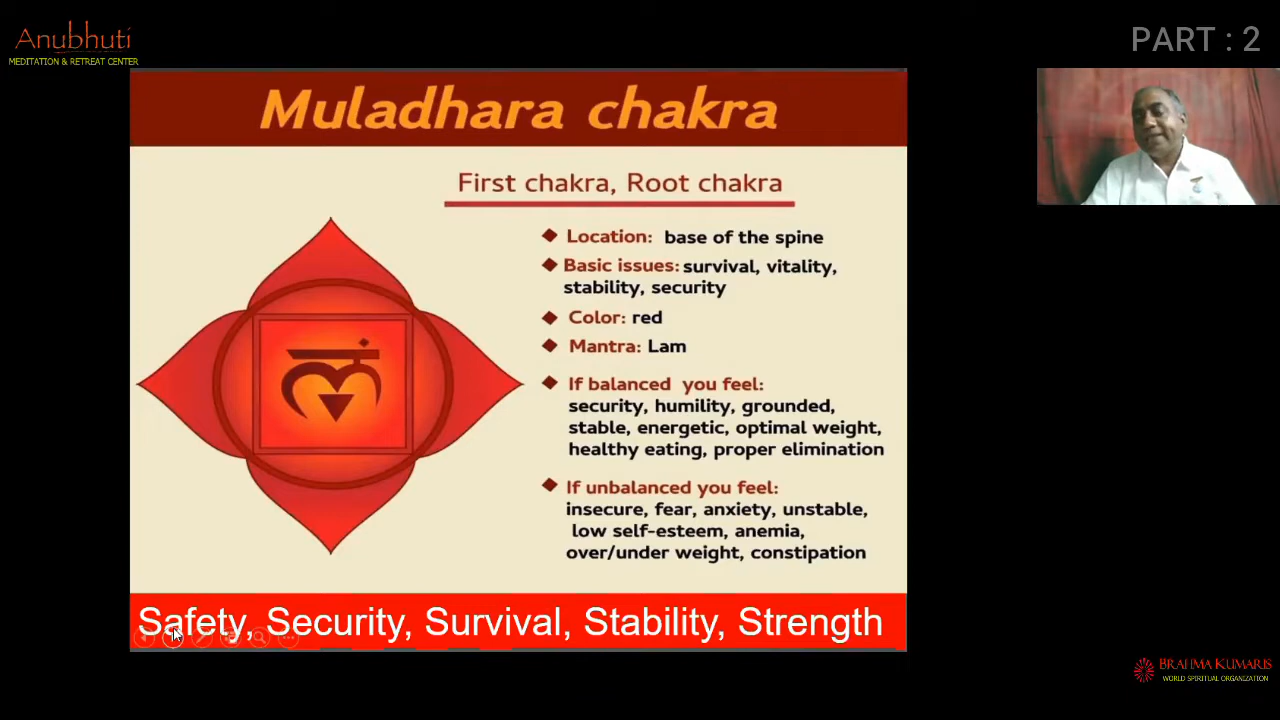 Anubhuti
MEDITATION & RETREAT CENTER
PART : 2
Muladhara chakra
First chakra, Root chakra
Location: base of the spine
Basic issues: survival, vitality,
stability, security
Color: red
Mantra: Lam
If balanced you feel:
security, humility, grounded,
stable, energetic, optimal weight,
healthy eating, proper elimination
If unbalanced you feel:
insecure, fear, anxiety, unstable,
low self-esteem, anemia,
over/under weight, constipation
लं
Safety, Security, Survival, Stability, Strength
BRAHMA KUMARIS
WORLD SPIRITUAL ORGANIZATION